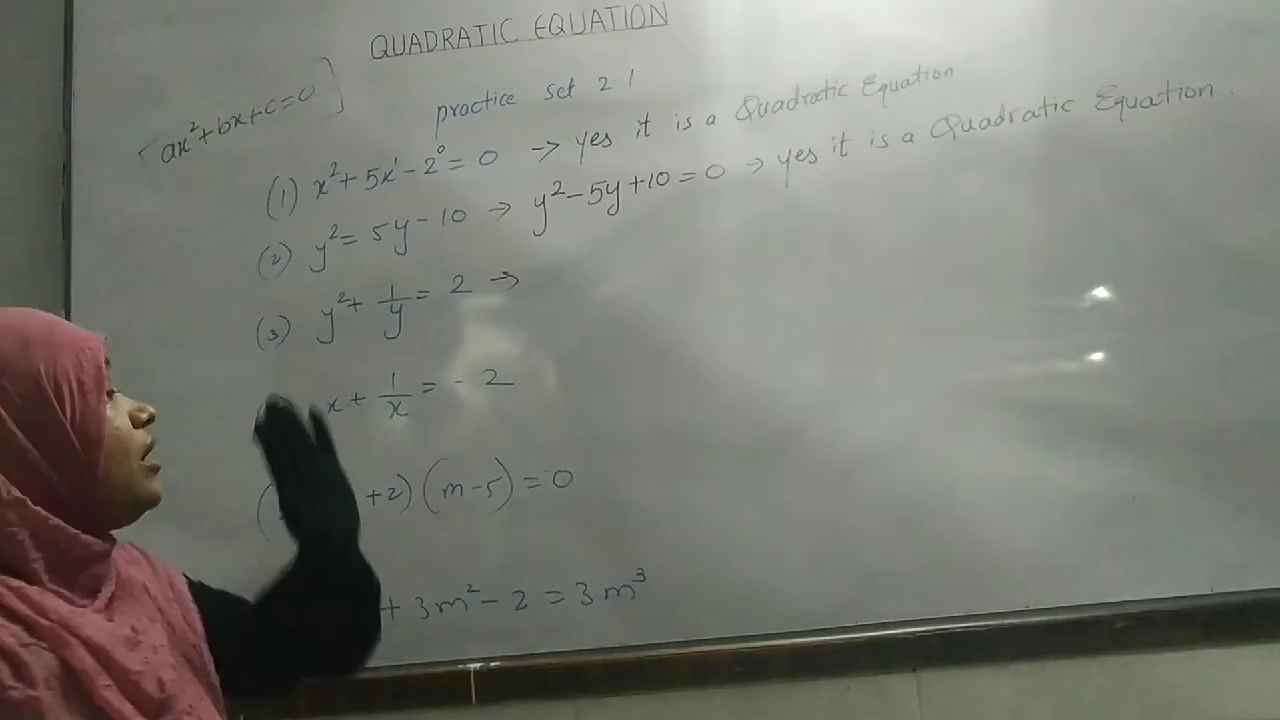 QUADRATIC EQUATION
[ax²+bx+c=0]
practice Set 2 1
(1) x²+ 5x¹ - 2⁰ = 0 → yes it is a Quadratic Equation
(2) y² = 5y - 10 → y² - 5y + 10 = 0 → yes it is a Quadratic Equation.
(3) y² + 1/y = 2 →
x + 1/x = - 2
( +2) (m-5) = 0
+ 3m² - 2 = 3m³